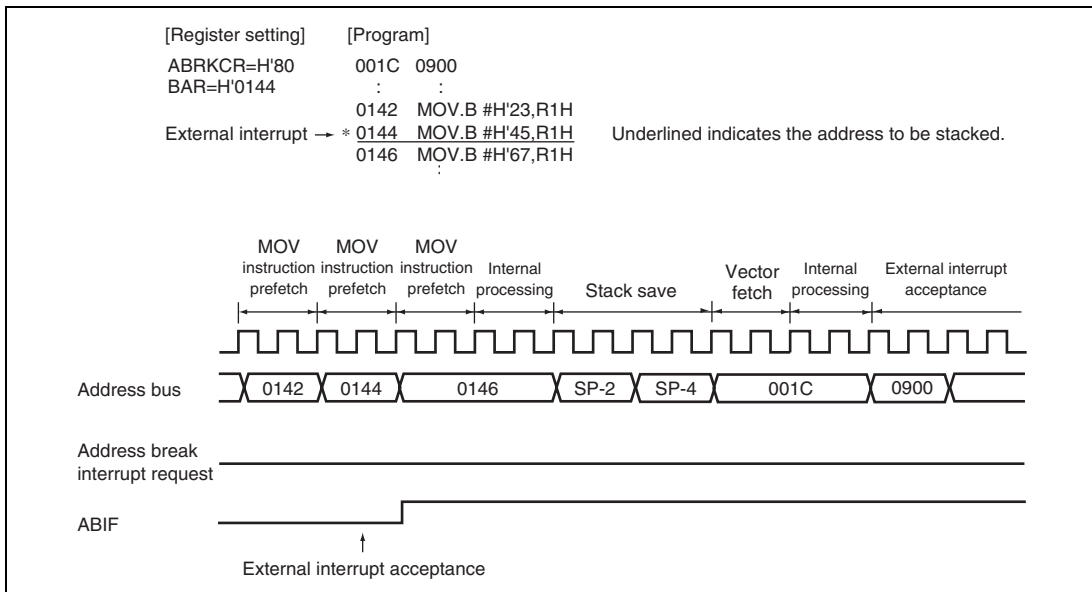 [Register setting] [Program]
ABRKCR=H'80 001C 0900
BAR=H'0144 : :
0142 MOV.B #H'23,R1H
External interrupt → * 0144 MOV.B #H'45,R1H Underlined indicates the address to be stacked.
0146 MOV.B #H'67,R1H
:
MOV MOV MOV
instruction instruction instruction Internal Vector Internal External interrupt
prefetch prefetch prefetch processing Stack save fetch processing acceptance
Address bus 0142 0144 0146 SP-2 SP-4 001C 0900
Address break
interrupt request
ABIF
External interrupt acceptance